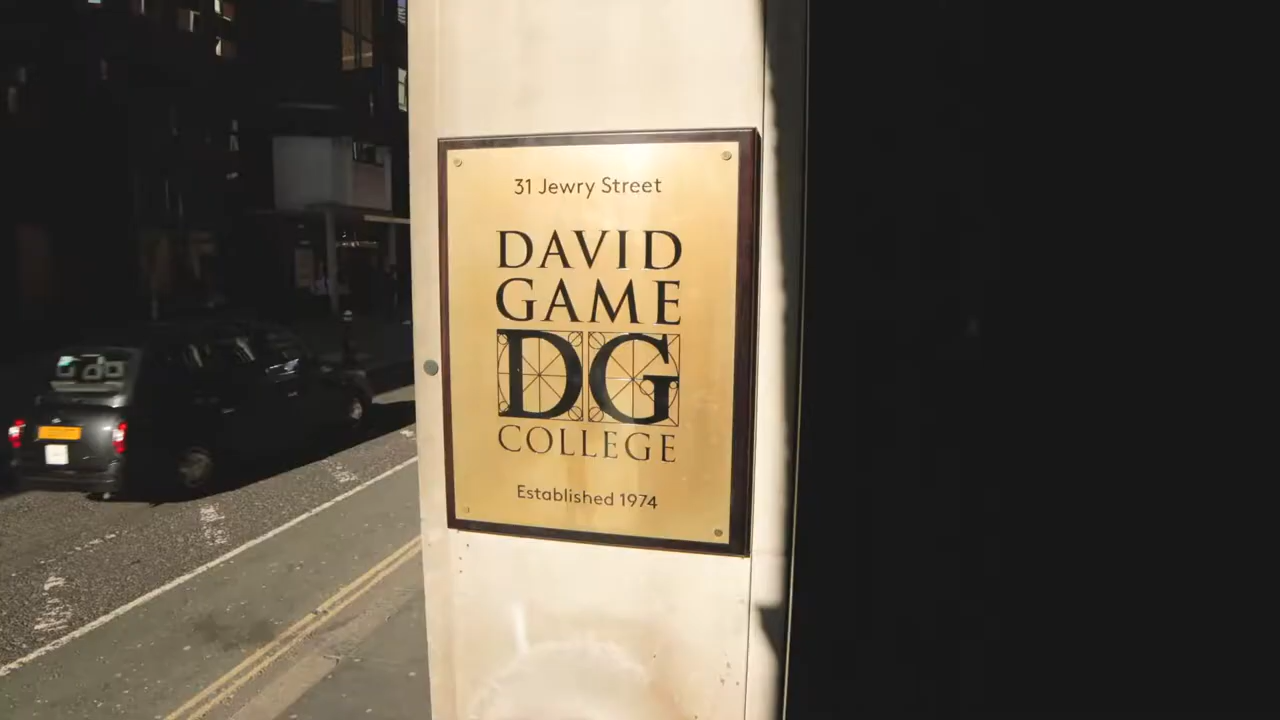 31 Jewry Street
DAVID
GAME
DG
COLLEGE
Established 1974